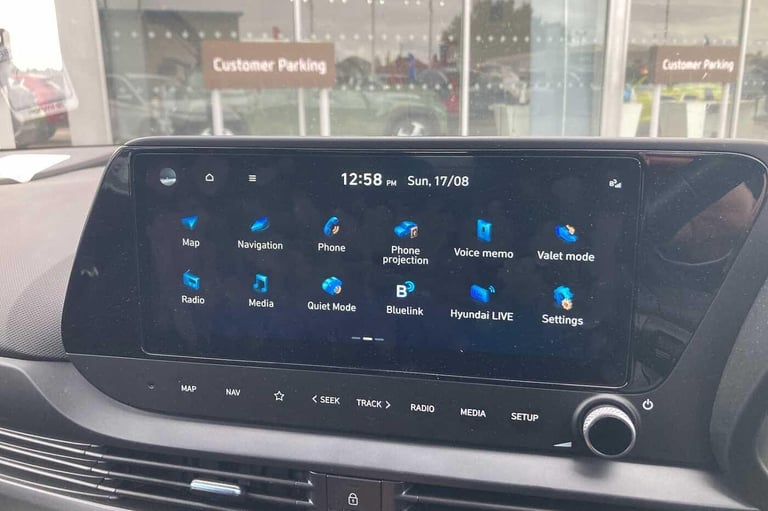 Customer Parking
Customer Parking
12:58 PM Sun, 17/08
Map
Navigation
Phone
Phone
projection
Voice memo
Valet mode
Radio
Media
Quiet Mode
B
Bluelink
Hyundai LIVE
Settings
MAP
NAV
SEEK
TRACK
RADIO
MEDIA
SETUP